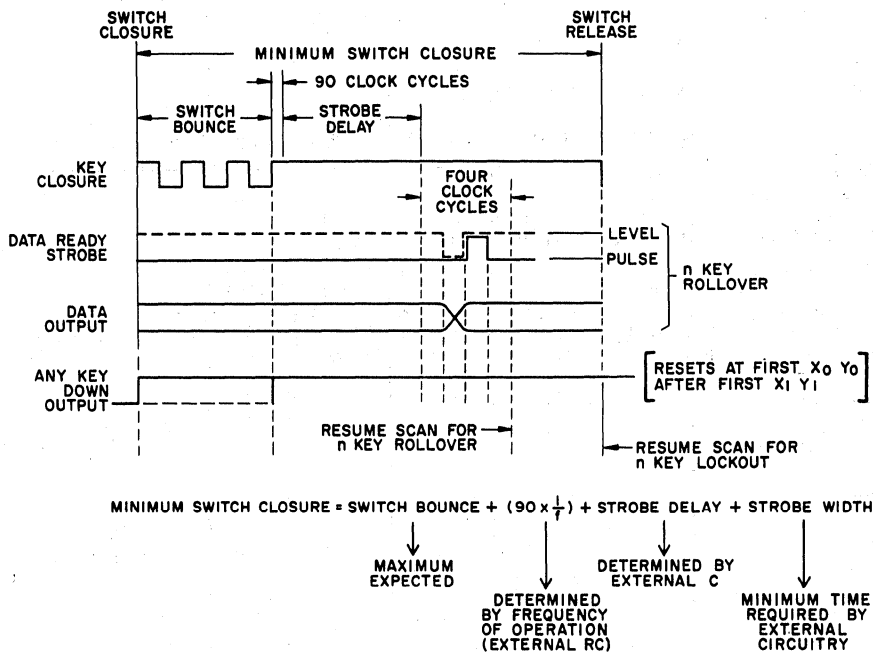 SWITCH
CLOSURE
SWITCH
RELEASE
MINIMUM SWITCH CLOSURE
90 CLOCK CYCLES
SWITCH
BOUNCE
STROBE
DELAY
KEY
CLOSURE
FOUR
CLOCK
CYCLES
DATA READY
STROBE
LEVEL
PULSE
n KEY
ROLLOVER
DATA
OUTPUT
ANY KEY
DOWN
OUTPUT
RESETS AT FIRST X0 Y0
AFTER FIRST X1 Y1
RESUME SCAN FOR
n KEY ROLLOVER
RESUME SCAN FOR
n KEY LOCKOUT
MINIMUM SWITCH CLOSURE = SWITCH BOUNCE + (90 x 1/f) + STROBE DELAY + STROBE WIDTH
MAXIMUM
EXPECTED
DETERMINED
BY FREQUENCY
OF OPERATION
(EXTERNAL RC)
DETERMINED BY
EXTERNAL C
MINIMUM TIME
REQUIRED BY
EXTERNAL
CIRCUITRY